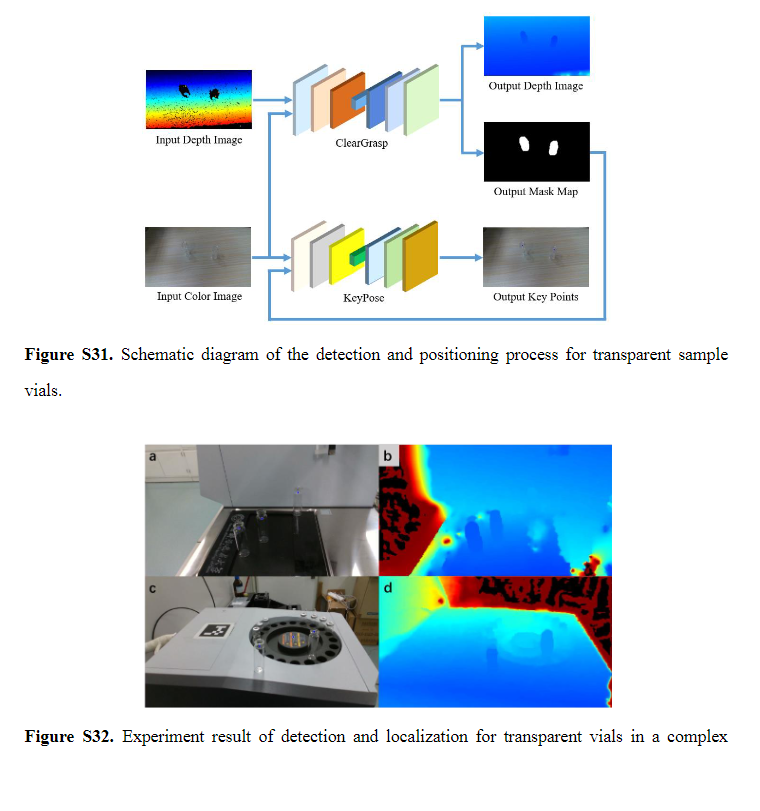 Output Depth Image
Input Depth Image
ClearGrasp
Output Mask Map
Input Color Image
KeyPose
Output Key Points
Figure S31. Schematic diagram of the detection and positioning process for transparent sample
vials.
a
b
c
d
Figure S32. Experiment result of detection and localization for transparent vials in a complex